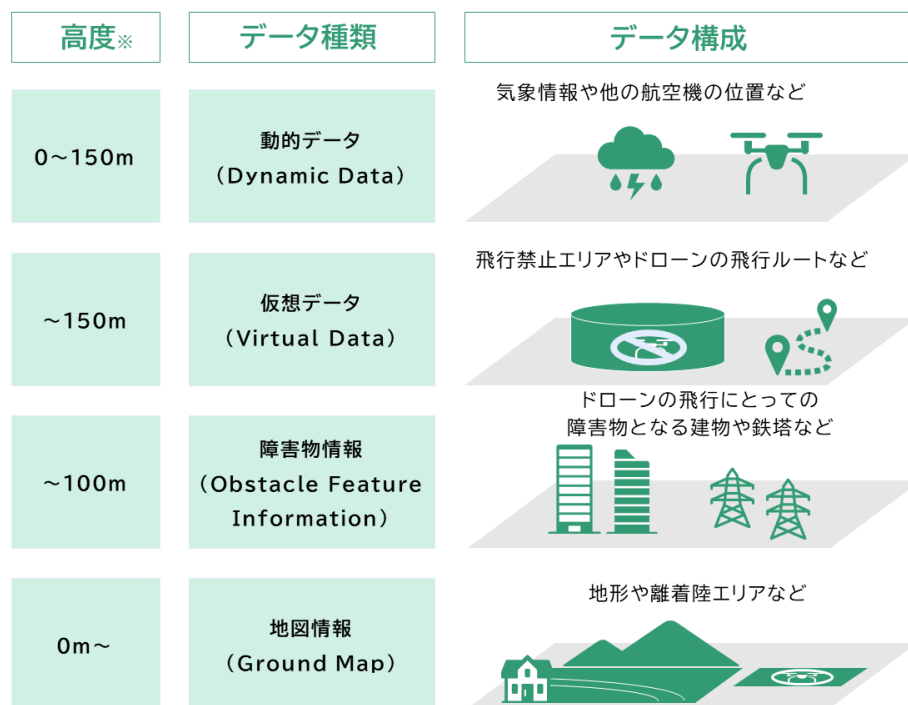 高度※
データ種類
データ構成
0～150m
動的データ
（Dynamic Data）
気象情報や他の航空機の位置など
～150m
仮想データ
（Virtual Data）
飛行禁止エリアやドローンの飛行ルートなど
～100m
障害物情報
（Obstacle Feature
Information）
ドローンの飛行にとっての
障害物となる建物や鉄塔など
0m～
地図情報
（Ground Map）
地形や離着陸エリアなど